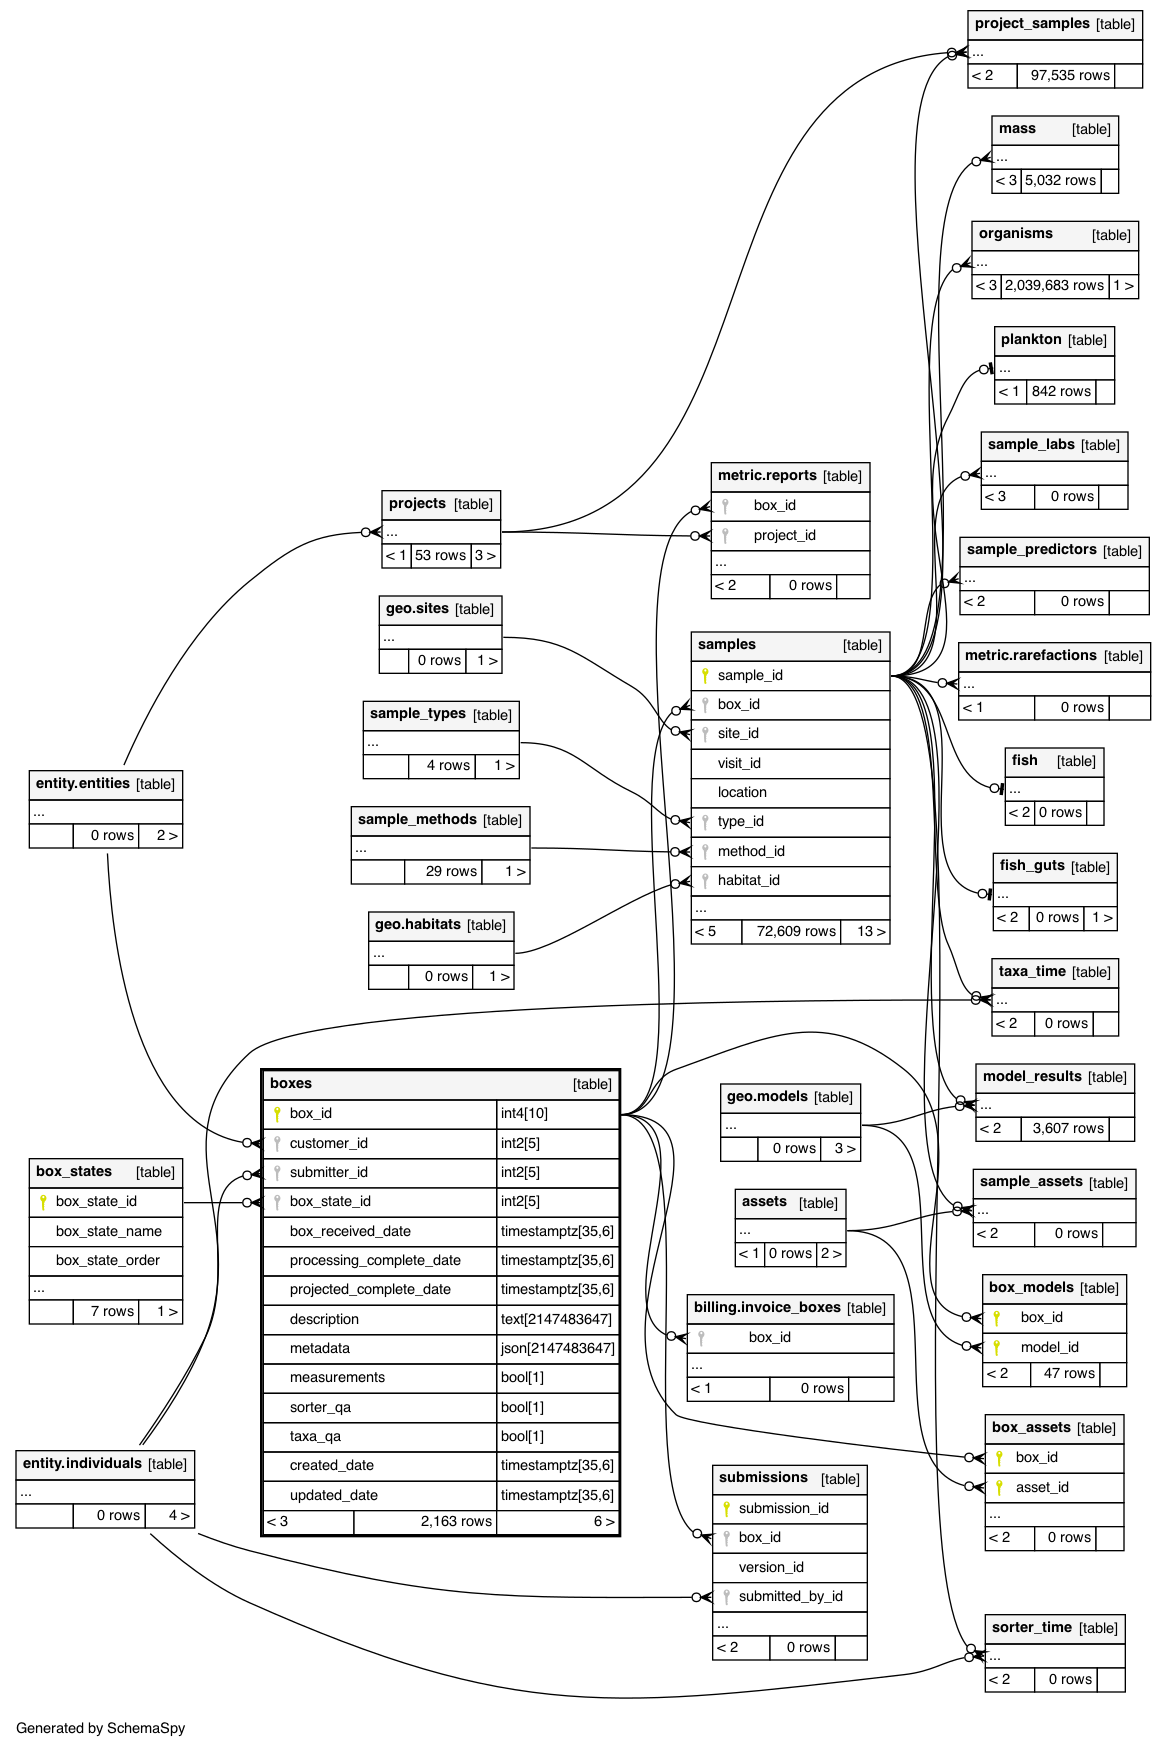 project_samples [table]
...
< 2 97,535 rows
mass [table]
...
< 3 5,032 rows
organisms [table]
...
< 3 2,039,683 rows 1 >
plankton [table]
...
< 1 842 rows
sample_labs [table]
...
< 3 0 rows
sample_predictors [table]
...
< 2 0 rows
metric.rarefactions [table]
...
< 1 0 rows
fish [table]
...
< 2 0 rows
fish_guts [table]
...
< 2 0 rows 1 >
taxa_time [table]
...
< 2 0 rows
model_results [table]
...
< 2 3,607 rows
sample_assets [table]
...
< 2 0 rows
box_models [table]
box_id
model_id
< 2 47 rows
box_assets [table]
box_id
asset_id
...
< 2 0 rows
sorter_time [table]
...
< 2 0 rows
metric.reports [table]
box_id
project_id
...
< 2 0 rows
samples [table]
sample_id
box_id
site_id
visit_id
location
type_id
method_id
habitat_id
...
< 5 72,609 rows 13 >
geo.models [table]
...
0 rows 3 >
assets [table]
...
< 1 0 rows 2 >
billing.invoice_boxes [table]
box_id
...
< 1 0 rows
submissions [table]
submission_id
box_id
version_id
submitted_by_id
...
< 2 0 rows
projects [table]
...
< 1 53 rows 3 >
geo.sites [table]
...
0 rows 1 >
sample_types [table]
...
4 rows 1 >
sample_methods [table]
...
29 rows 1 >
geo.habitats [table]
...
0 rows 1 >
boxes [table]
box_id int4[10]
customer_id int2[5]
submitter_id int2[5]
box_state_id int2[5]
box_received_date timestamptz[35,6]
processing_complete_date timestamptz[35,6]
projected_complete_date timestamptz[35,6]
description text[2147483647]
metadata json[2147483647]
measurements bool[1]
sorter_qa bool[1]
taxa_qa bool[1]
created_date timestamptz[35,6]
updated_date timestamptz[35,6]
< 3 2,163 rows 6 >
entity.entities [table]
...
0 rows 2 >
box_states [table]
box_state_id
box_state_name
box_state_order
...
7 rows 1 >
entity.individuals [table]
...
0 rows 4 >
Generated by SchemaSpy